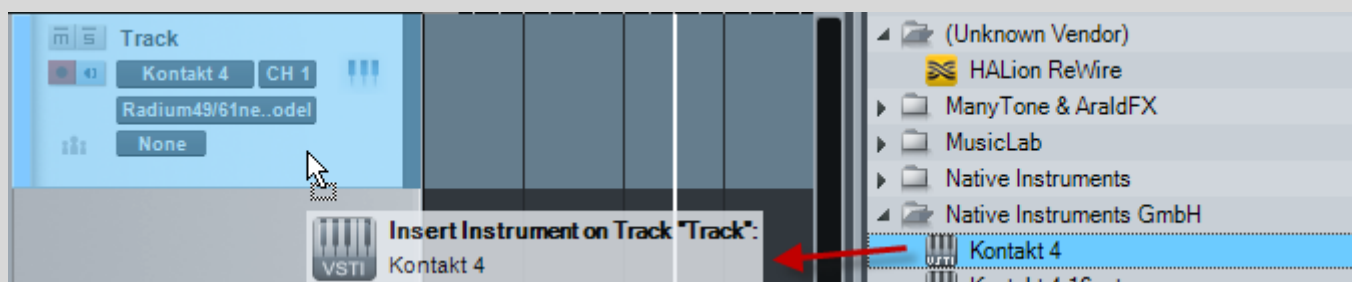 m s Track
Kontakt 4 CH 1
Radium49/61ne..odel
None
Insert Instrument on Track "Track":
VSTI Kontakt 4
(Unknown Vendor)
HALion ReWire
ManyTone & AraldFX
MusicLab
Native Instruments
Native Instruments GmbH
VSTi Kontakt 4